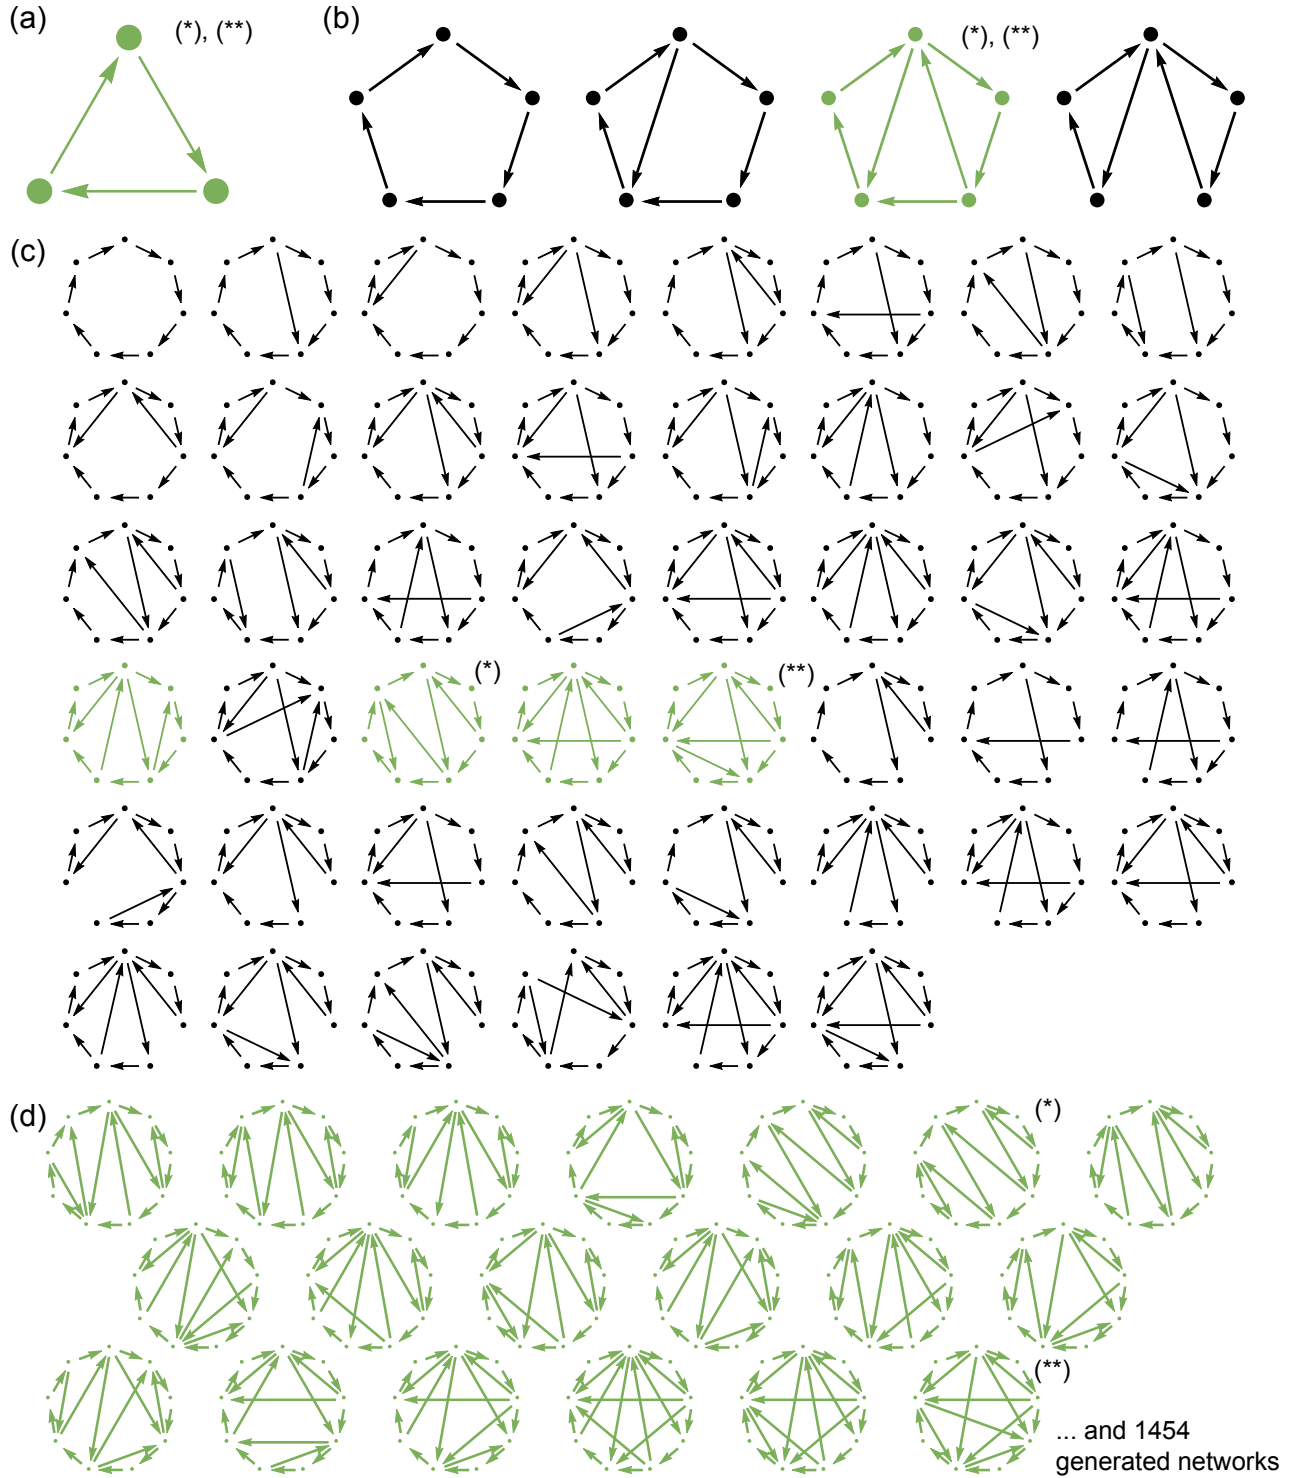 (a)
(*), (**)
(b)
(*), (**)
(c)
(*)
(**)
(d)
(*)
(**)
... and 1454
generated networks